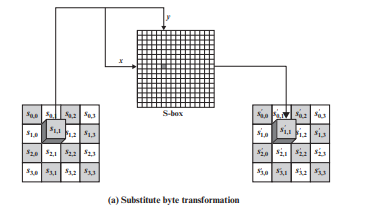 y
x
S-box
s0,0 s0,1 s0,2 s0,3
s1,0 s1,1 s1,2 s1,3
s2,0 s2,1 s2,2 s2,3
s3,0 s3,1 s3,2 s3,3
s'0,0 s'0,1 s'0,2 s'0,3
s'1,0 s'1,1 s'1,2 s'1,3
s'2,0 s'2,1 s'2,2 s'2,3
s'3,0 s'3,1 s'3,2 s'3,3
(a) Substitute byte transformation